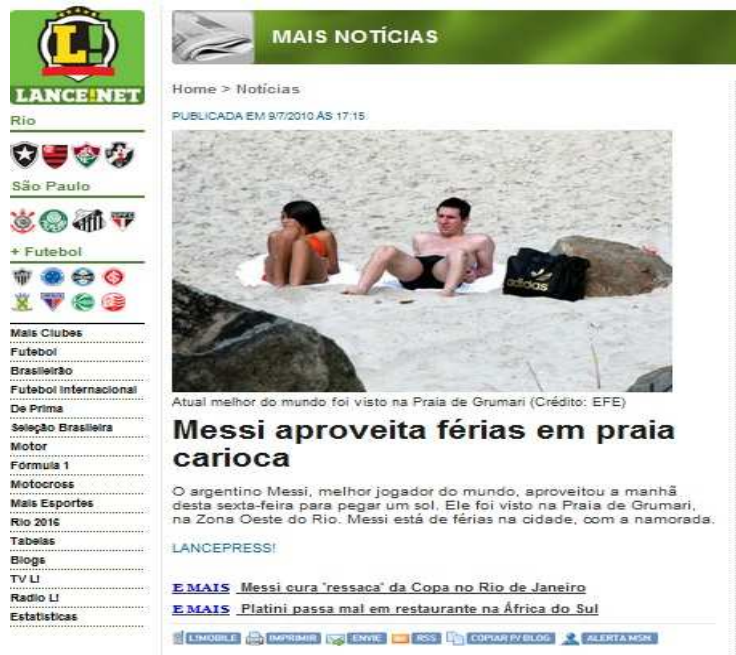 L!
LANCE!NET
Rio
São Paulo
SPFC
+ Futebol
Mais Clubes
Futebol
Brasileirão
Futebol Internacional
De Prima
Seleção Brasileira
Motor
Fórmula 1
Motocross
Mais Esportes
Rio 2016
Tabelas
Blogs
TV L!
Radio L!
Estatísticas
MAIS NOTÍCIAS
Home > Notícias
PUBLICADA EM 9/7/2010 ÀS 17:15
adidas
Atual melhor do mundo foi visto na Praia de Grumari (Crédito: EFE)
Messi aproveita férias em praia
carioca
O argentino Messi, melhor jogador do mundo, aproveitou a manhã
desta sexta-feira para pegar um sol. Ele foi visto na Praia de Grumari,
na Zona Oeste do Rio. Messi está de férias na cidade, com a namorada.
LANCEPRESS!
E MAIS Messi cura "ressaca" da Copa no Rio de Janeiro
E MAIS Platini passa mal em restaurante na África do Sul
L!MOBILE IMPRIMIR ENVIE RSS COPIAR P/ BLOG ALERTA MSN